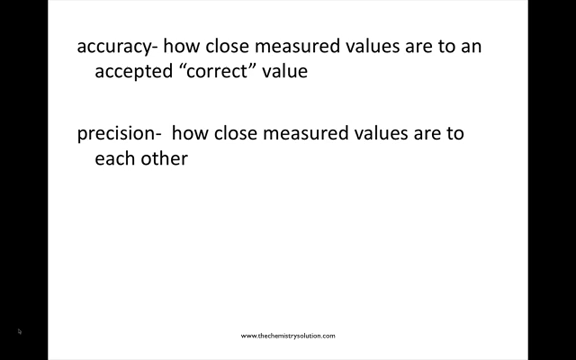 accuracy- how close measured values are to an
accepted “correct” value
precision-  how close measured values are to
each other
www.thechemistrysolution.com